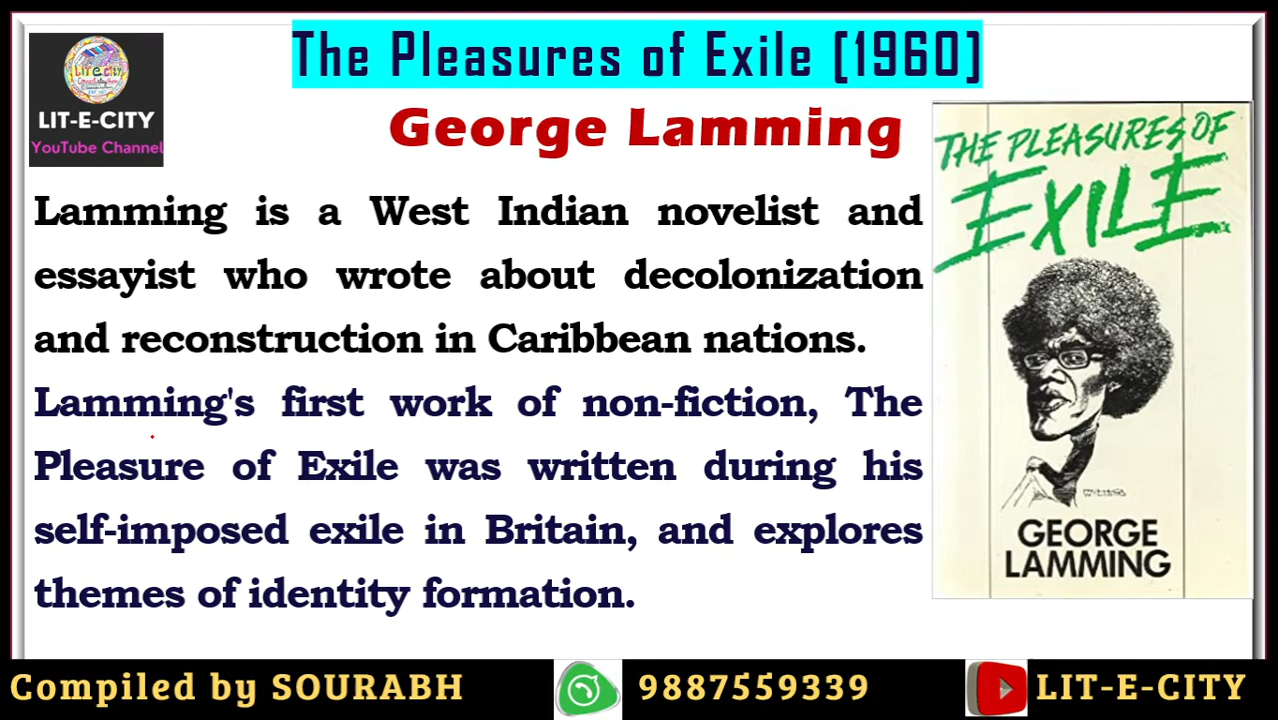 The Pleasures of Exile (1960)
LIT-E-CITY
YouTube Channel
George Lamming
Lamming is a West Indian novelist and
essayist who wrote about decolonization
and reconstruction in Caribbean nations.
Lamming's first work of non-fiction, The
Pleasure of Exile was written during his
self-imposed exile in Britain, and explores
themes of identity formation.
THE PLEASURES OF
EXILE
GEORGE
LAMMING
Compiled by SOURABH
9887559339
LIT-E-CITY